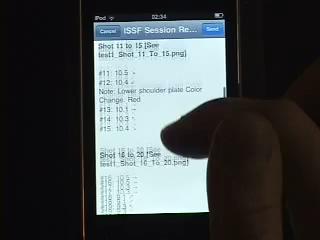 iPod
02:34
Cancel
ISSF Session Re...
Send
Shot 11 to 15 [See
test1_Shot_11_To_15.png]
#11: 10.5 -
#12: 10.4 -
Note: Lower shoulder plate Color
Change: Red
#13: 10.1 -
#14: 10.3 -
#15: 10.4 -
Shot 16 to 20 [See
test1_Shot_16_To_20.png]